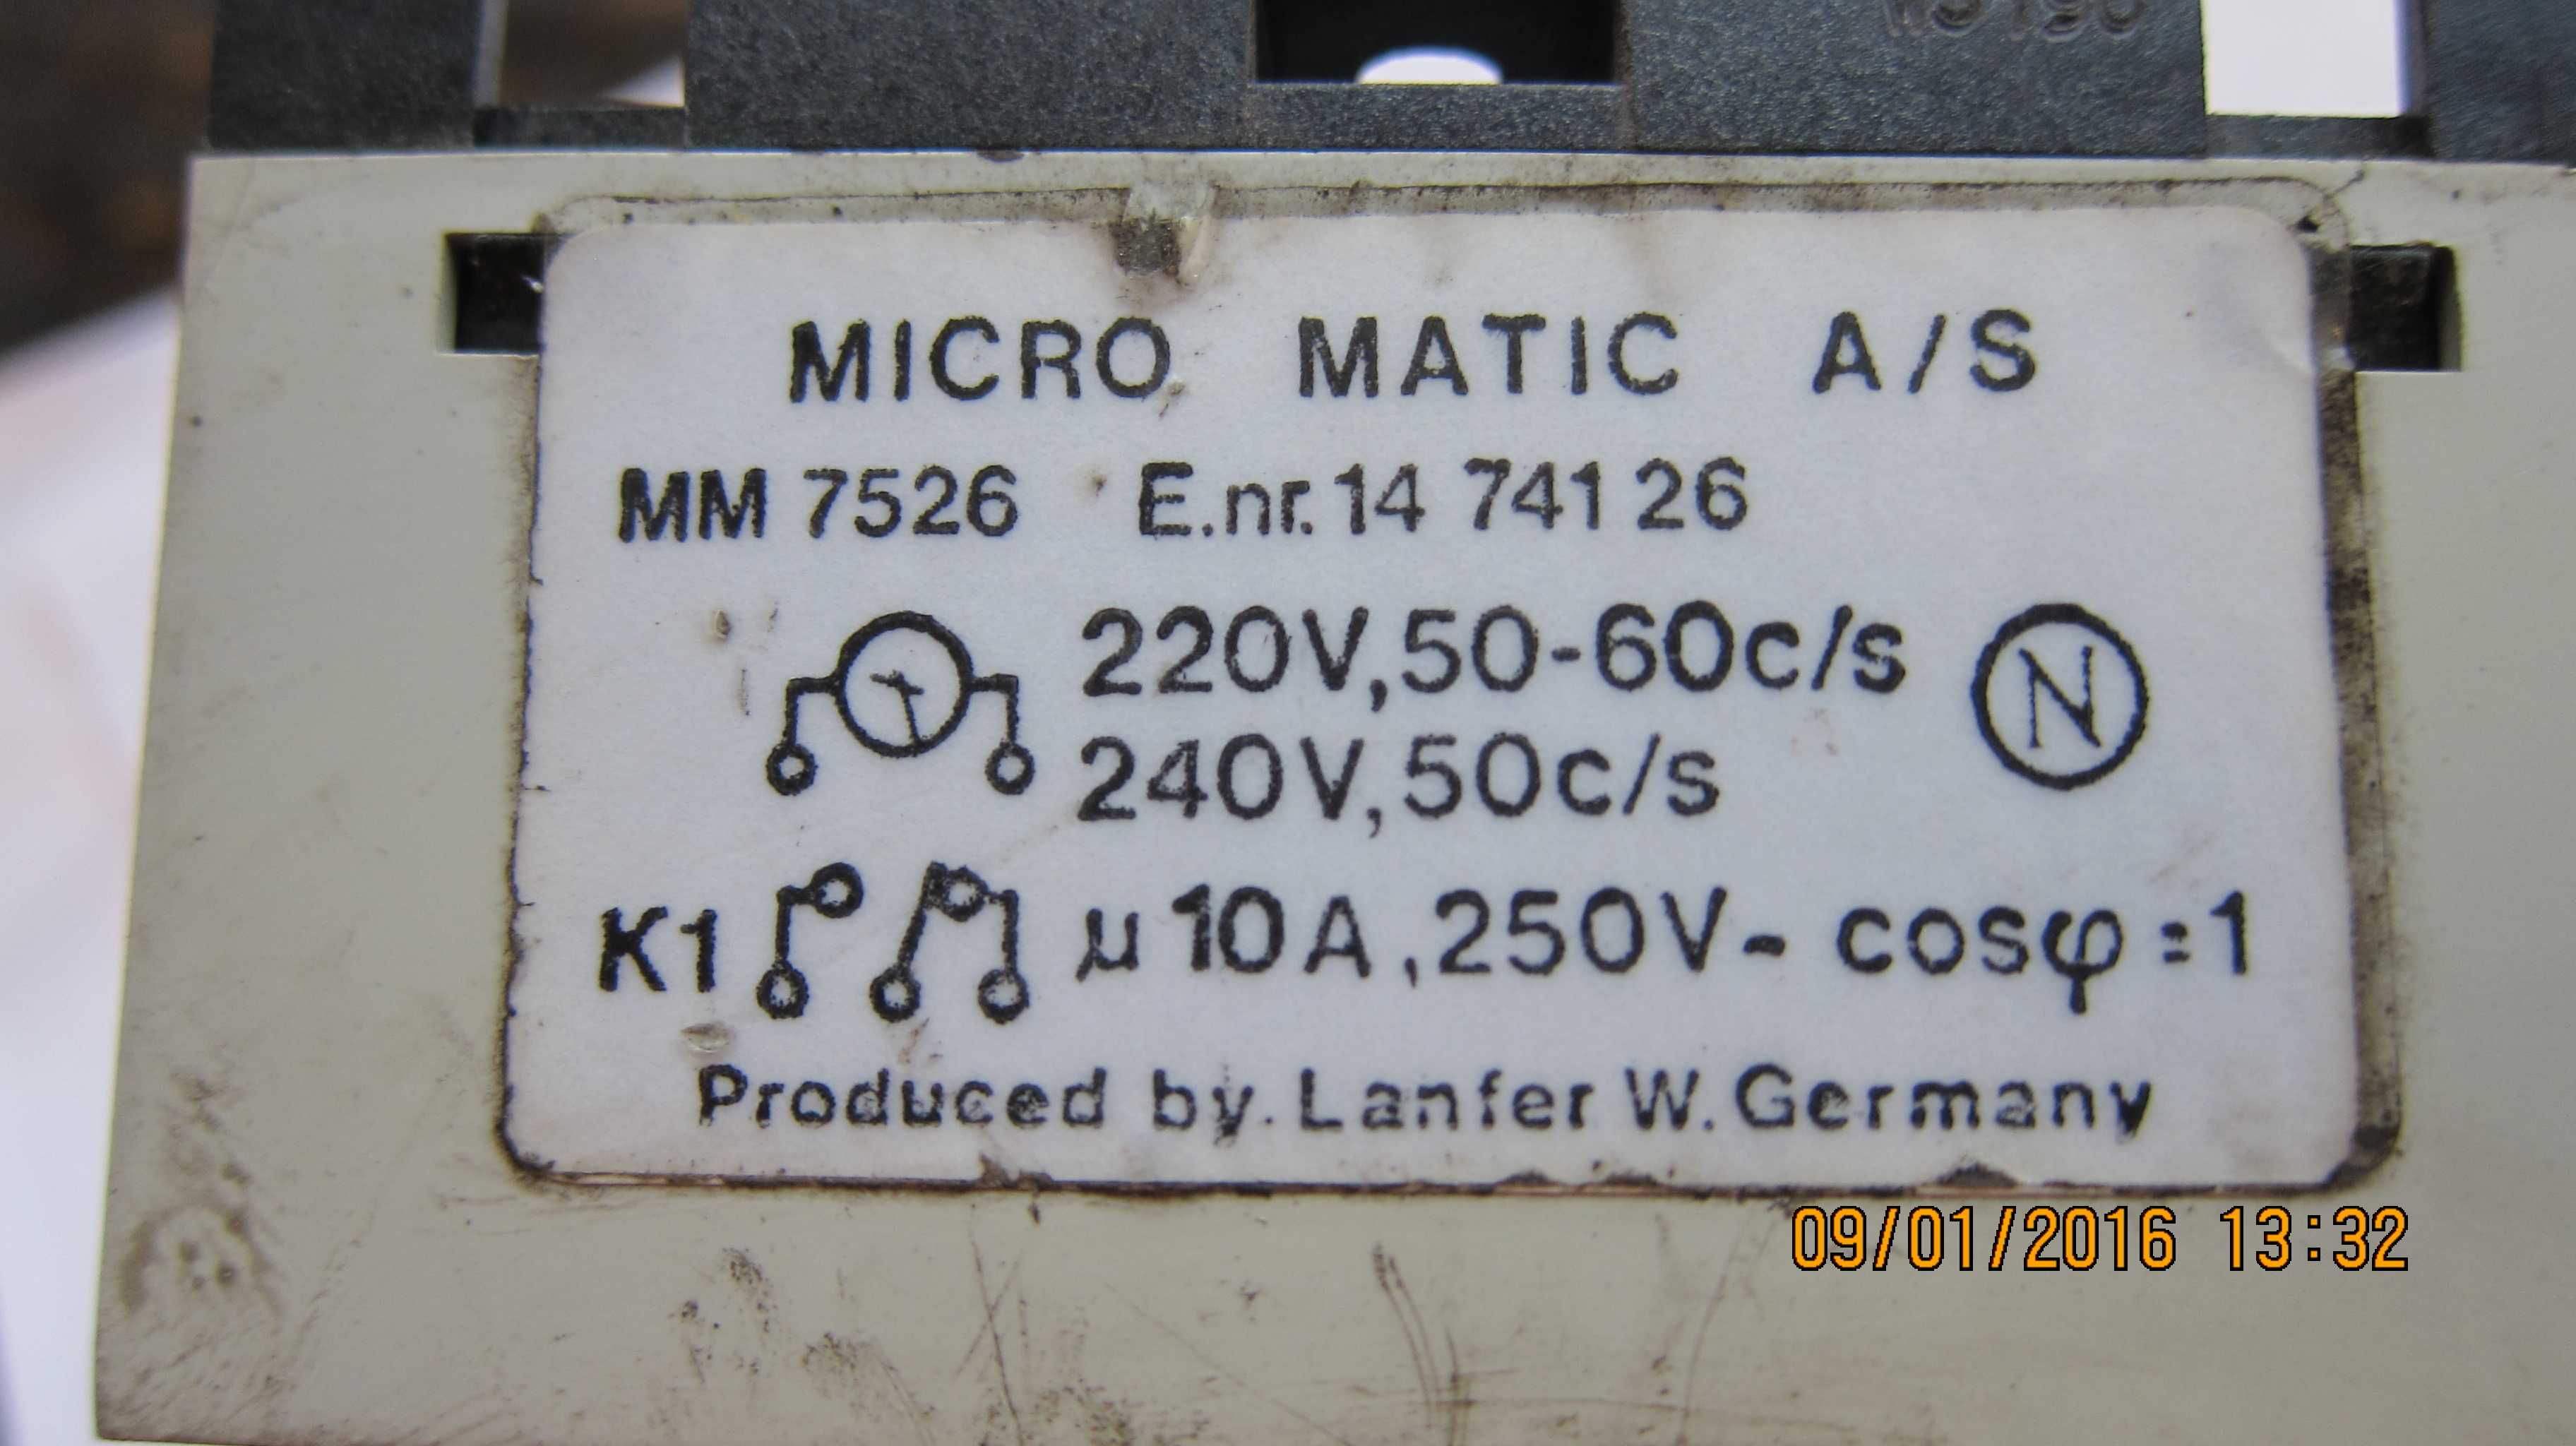 MICRO MATIC A/S
MM 7526 E.nr. 14 741 26
220V, 50-60c/s N
240V, 50c/s
K1 µ 10A, 250V- cosφ=1
Produced by. Lanfer W. Germany
09/01/2016 13:32